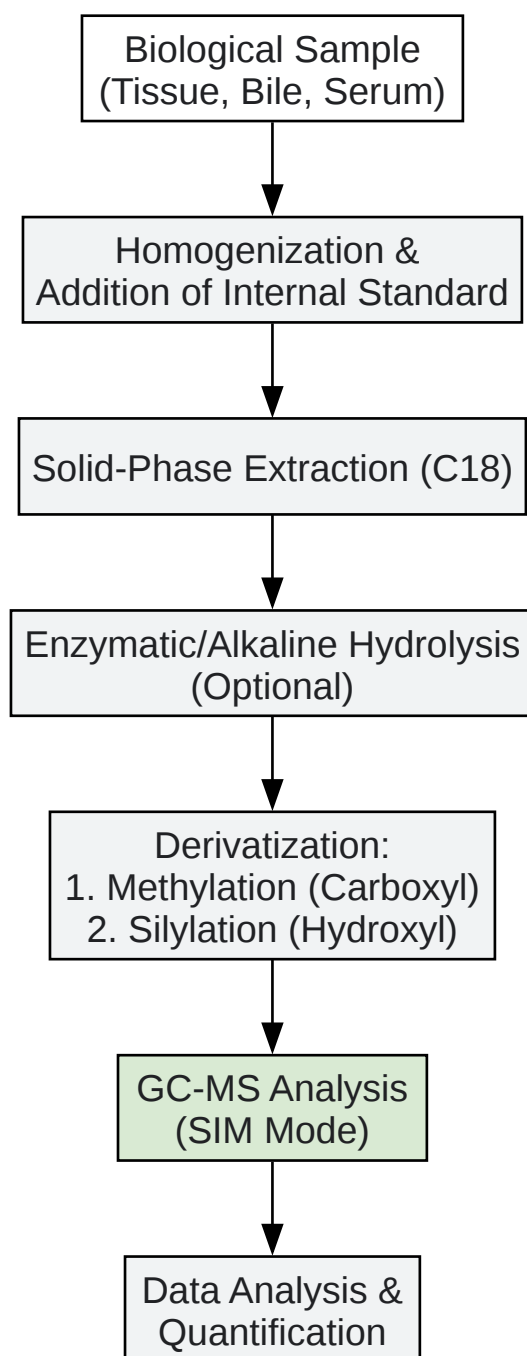 Biological Sample
(Tissue, Bile, Serum)
Homogenization &
Addition of Internal Standard
Solid-Phase Extraction (C18)
Enzymatic/Alkaline Hydrolysis
(Optional)
Derivatization:
1. Methylation (Carboxyl)
2. Silylation (Hydroxyl)
GC-MS Analysis
(SIM Mode)
Data Analysis &
Quantification